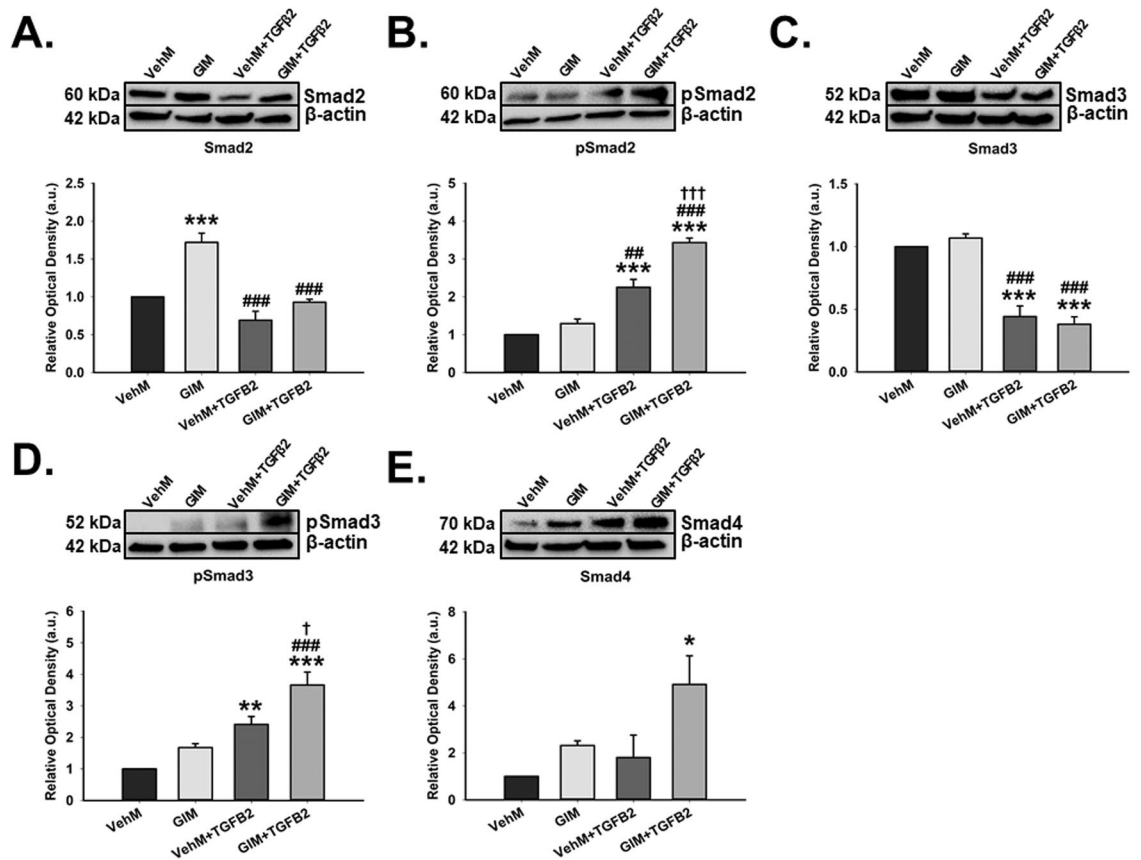 A.
VehM
GIM
VehM+TGFβ2
GIM+TGFβ2
60 kDa
Smad2
42 kDa
β-actin
Smad2
Relative Optical Density (a.u.)
2.5
2.0
1.5
1.0
0.5
0.0
***
###
###
VehM
GIM
VehM+TGFB2
GIM+TGFB2
B.
VehM
GIM
VehM+TGFβ2
GIM+TGFβ2
60 kDa
pSmad2
42 kDa
β-actin
pSmad2
Relative Optical Density (a.u.)
5
4
3
2
1
0
##
***
†††
###
***
VehM
GIM
VehM+TGFB2
GIM+TGFB2
C.
VehM
GIM
VehM+TGFβ2
GIM+TGFβ2
52 kDa
Smad3
42 kDa
β-actin
Smad3
Relative Optical Density (a.u.)
1.5
1.0
0.5
0.0
###
***
###
***
VehM
GIM
VehM+TGFB2
GIM+TGFB2
D.
VehM
GIM
VehM+TGFβ2
GIM+TGFβ2
52 kDa
pSmad3
42 kDa
β-actin
pSmad3
Relative Optical Density (a.u.)
6
5
4
3
2
1
0
**
†
###
***
VehM
GIM
VehM+TGFB2
GIM+TGFB2
E.
VehM
GIM
VehM+TGFβ2
GIM+TGFβ2
70 kDa
Smad4
42 kDa
β-actin
Smad4
Relative Optical Density (a.u.)
8
6
4
2
0
*
VehM
GIM
VehM+TGFB2
GIM+TGFB2